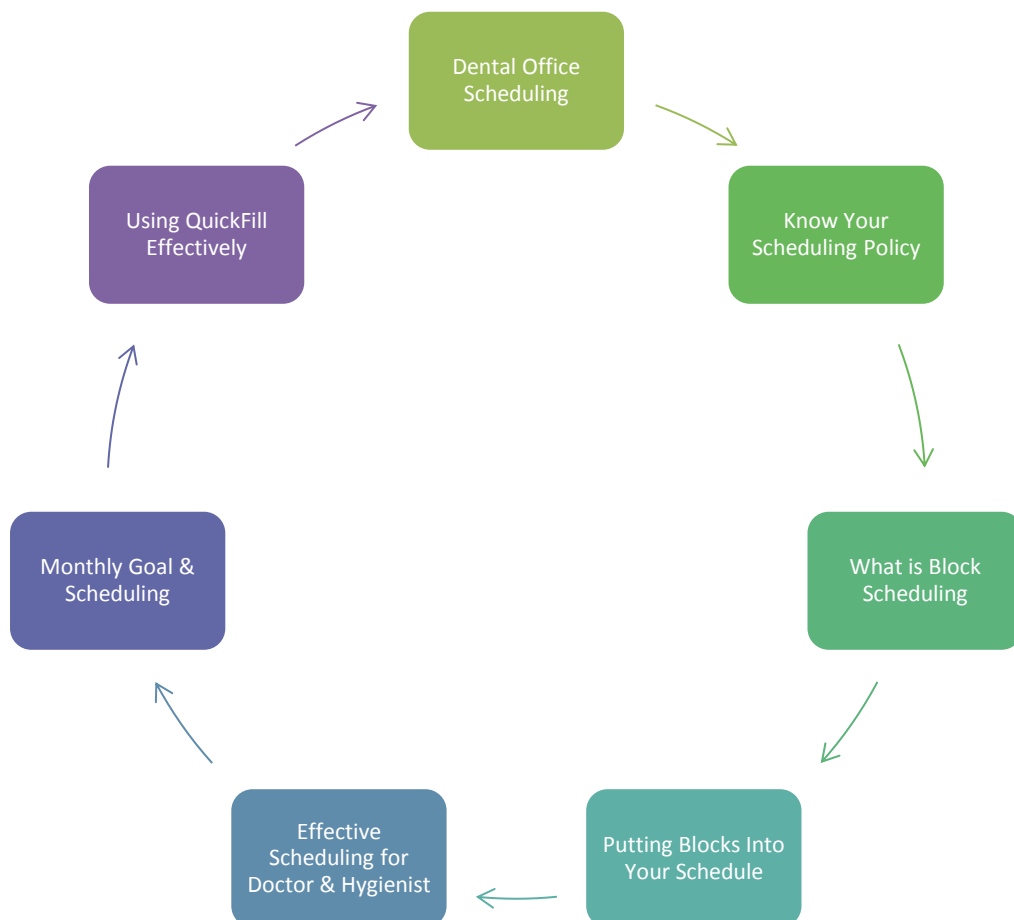 Dental Office
Scheduling
Know Your
Scheduling Policy
What is Block
Scheduling
Putting Blocks Into
Your Schedule
Effective
Scheduling for
Doctor & Hygienist
Monthly Goal &
Scheduling
Using QuickFill
Effectively